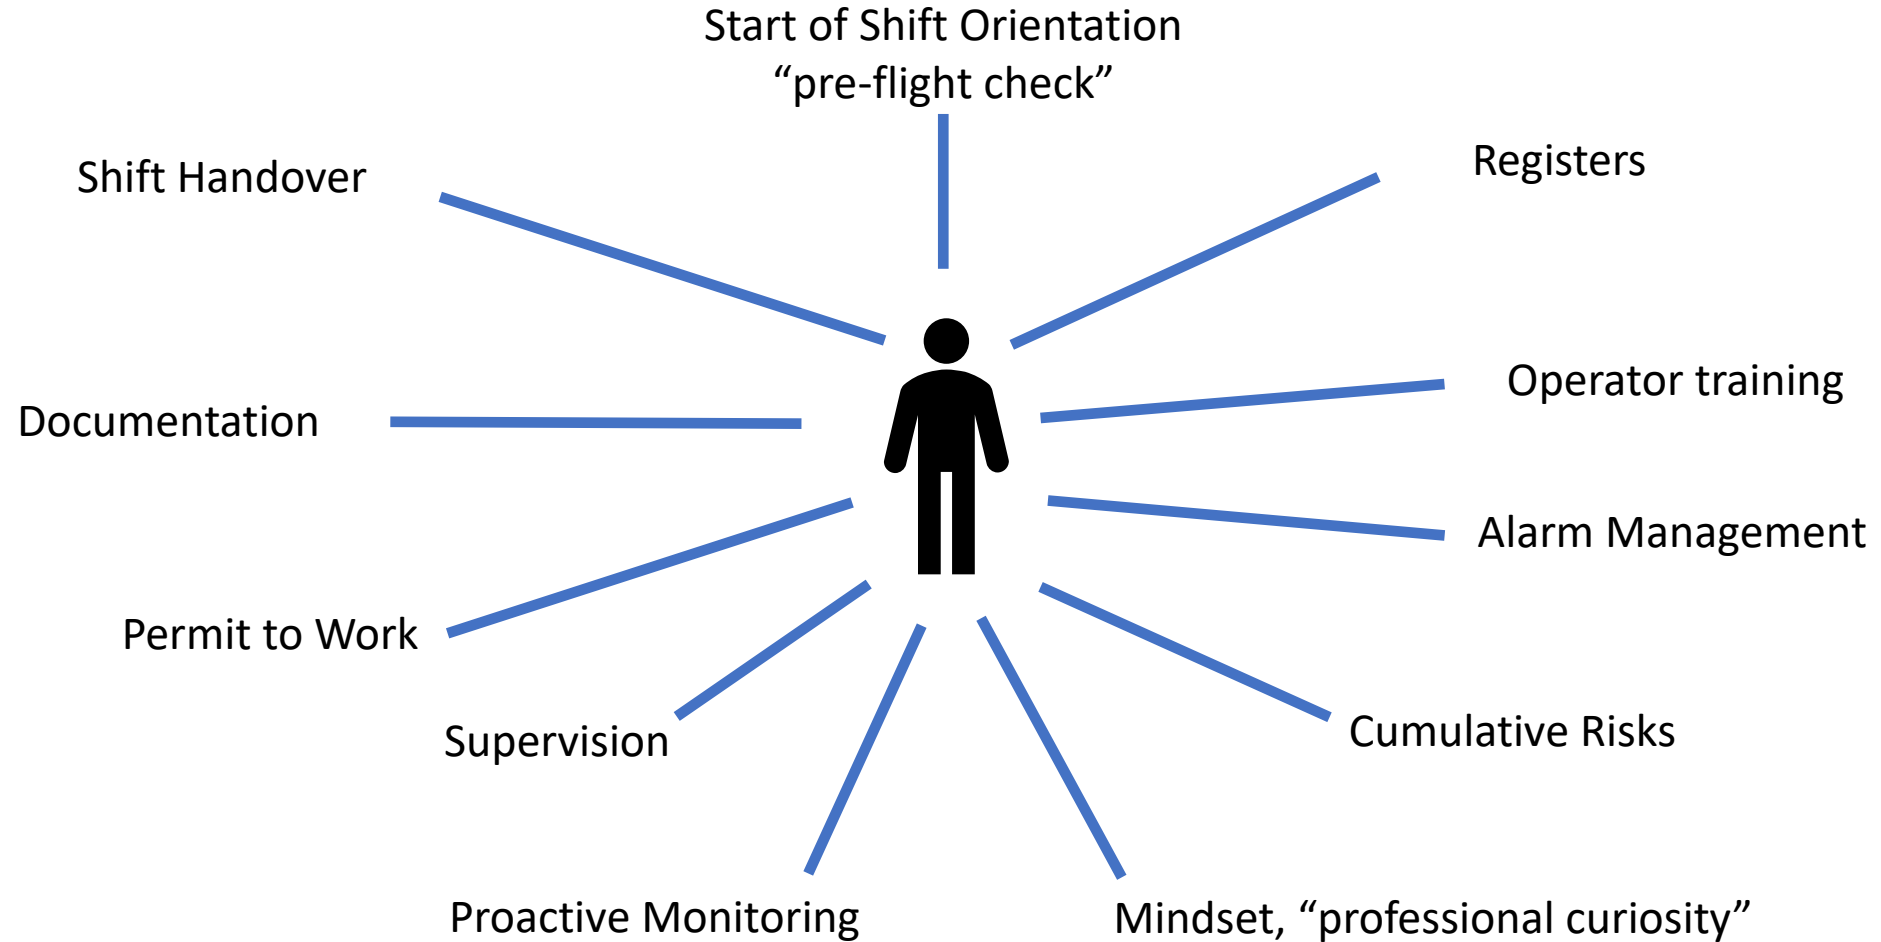 Start of Shift Orientation
“pre-flight check”
Registers
Shift Handover
Operator training
Documentation
Alarm Management
Permit to Work
Cumulative Risks
Supervision
Proactive Monitoring
Mindset, “professional curiosity”